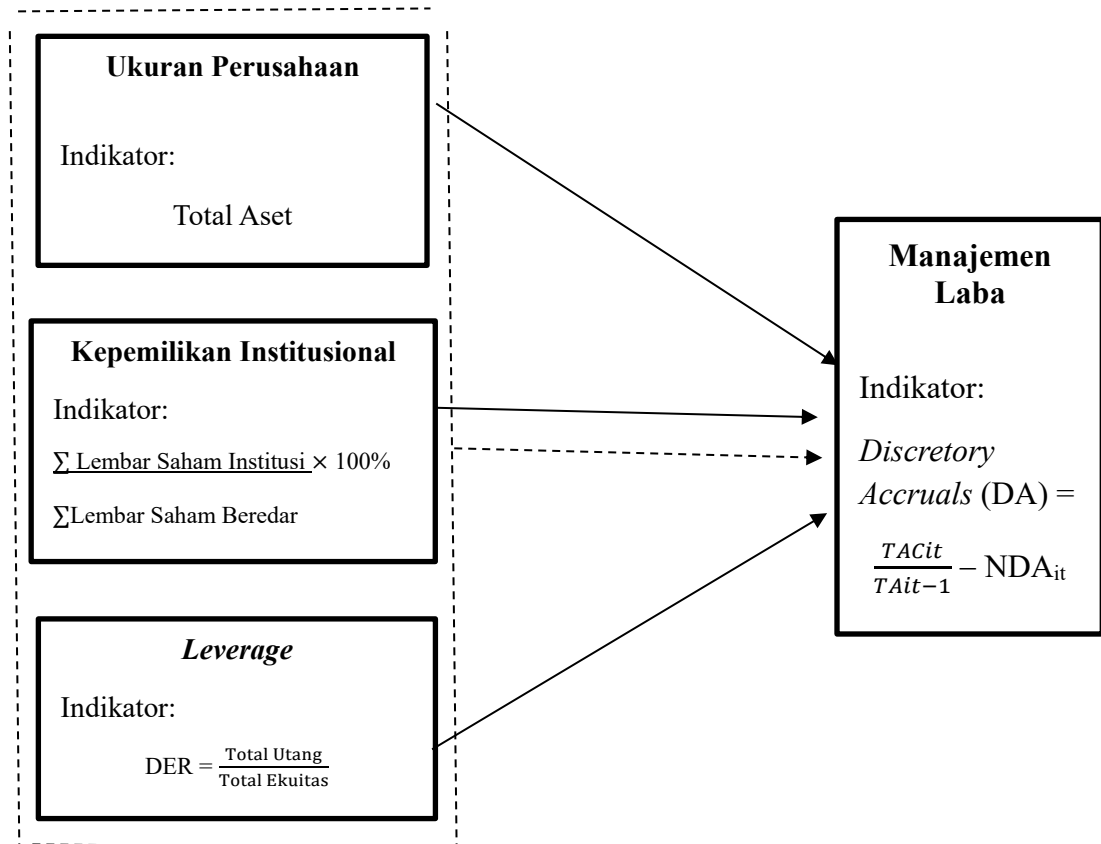 Ukuran Perusahaan
Indikator:
Total Aset
Kepemilikan Institusional
Indikator:
∑ Lembar Saham Institusi × 100%
∑Lembar Saham Beredar
Leverage
Indikator:
DER = Total Utang / Total Ekuitas
Manajemen
Laba
Indikator:
Discretory
Accruals (DA) =
TACit / TAit−1 − NDAit